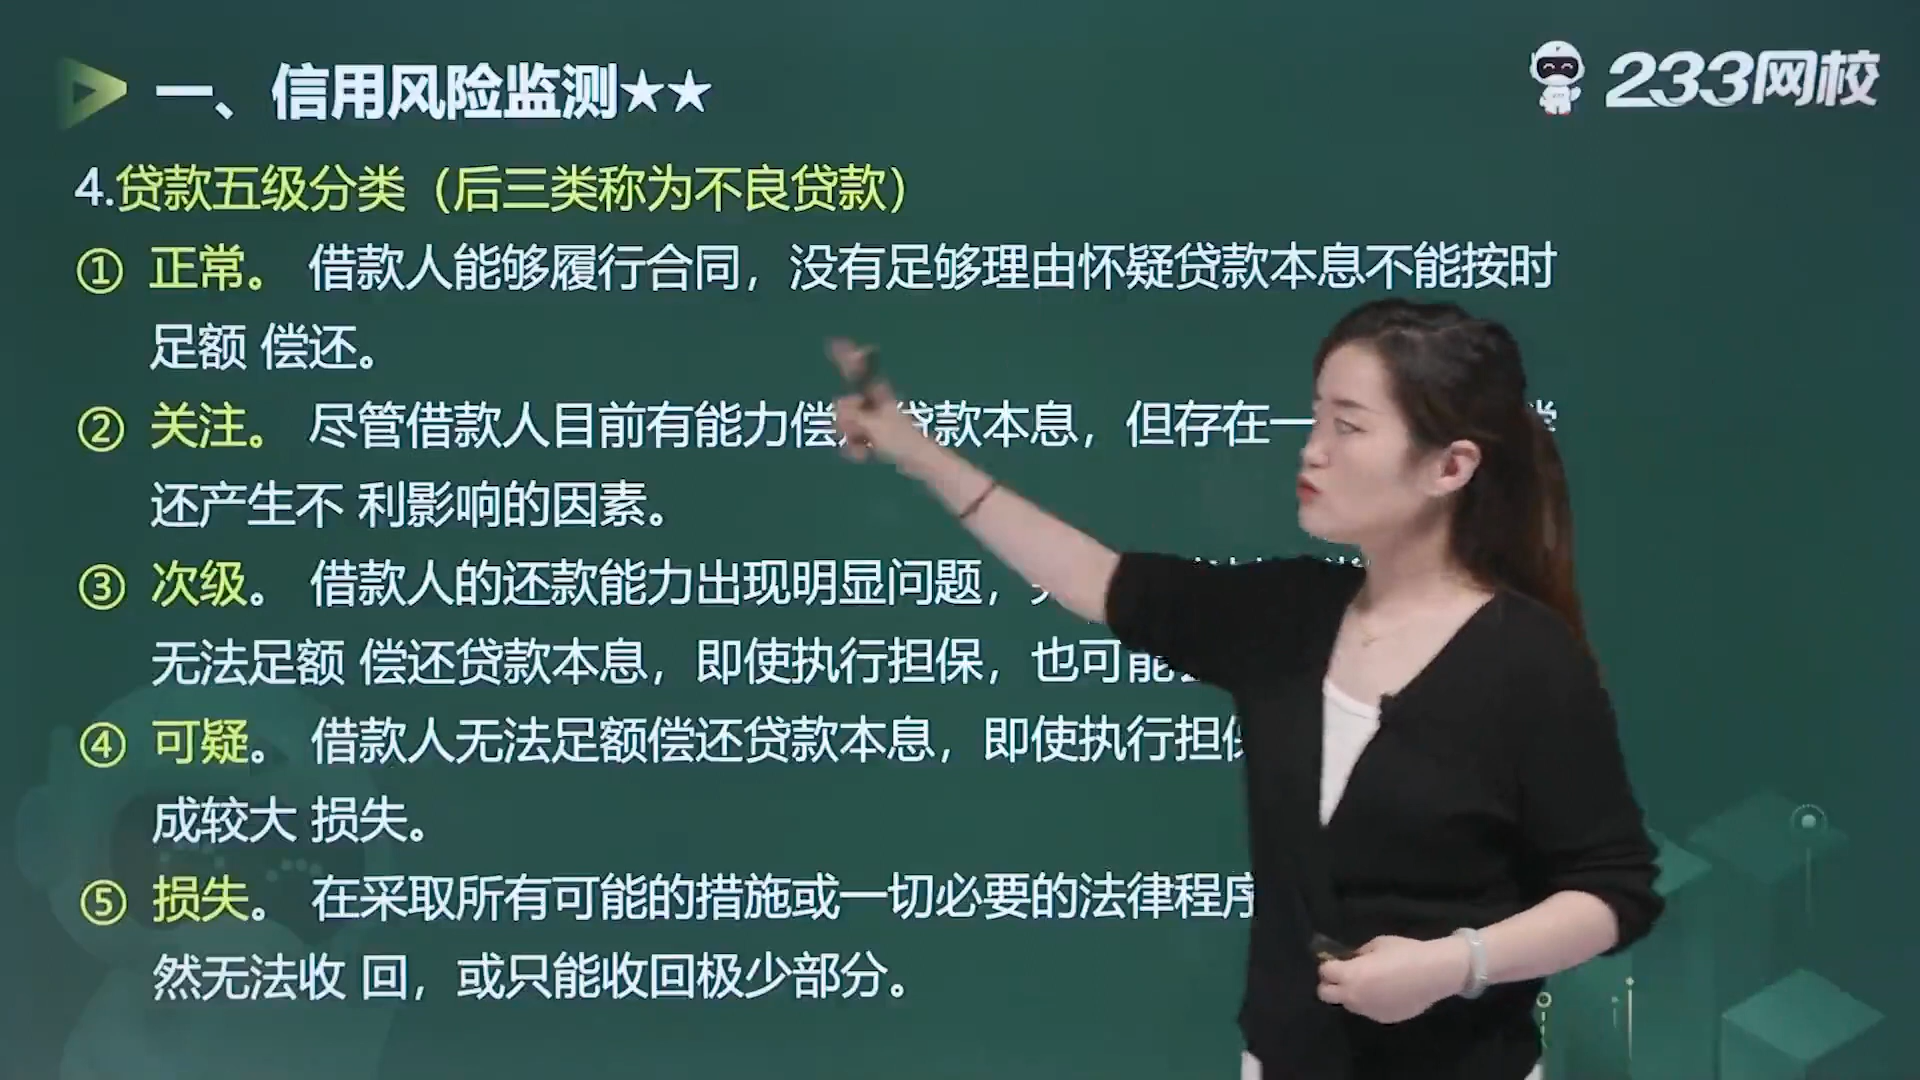 一、信用风险监测★★
233网校
4.贷款五级分类（后三类称为不良贷款）
① 正常。 借款人能够履行合同，没有足够理由怀疑贷款本息不能按时
足额 偿还。
② 关注。 尽管借款人目前有能力偿 贷款本息，但存在一
还产生不 利影响的因素。
③ 次级。 借款人的还款能力出现明显问题，
无法足额 偿还贷款本息，即使执行担保，也可能
④ 可疑。 借款人无法足额偿还贷款本息，即使执行担保
成较大 损失。
⑤ 损失。 在采取所有可能的措施或一切必要的法律程序
然无法收 回，或只能收回极少部分。